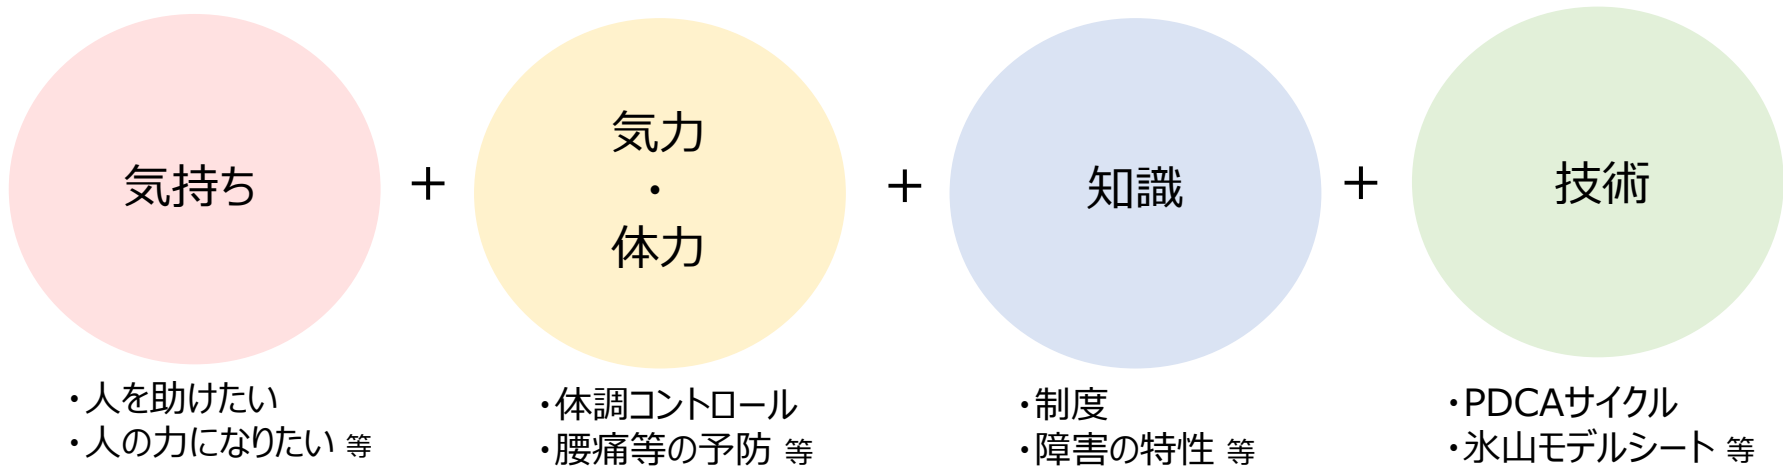 気持ち
+
気力
・
体力
+
知識
+
技術
・人を助けたい
・人の力になりたい 等
・体調コントロール
・腰痛等の予防 等
・制度
・障害の特性 等
・PDCAサイクル
・氷山モデルシート 等